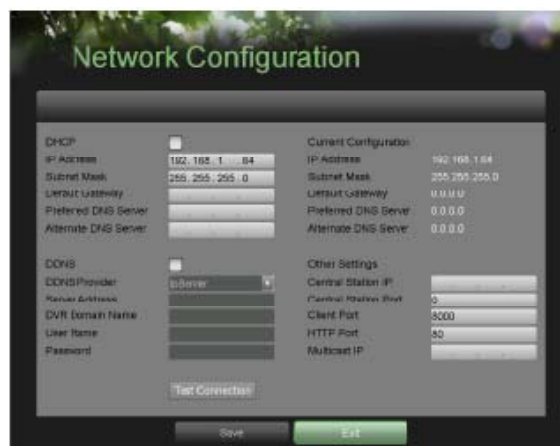 Network Configuration
DHCP
IP Address 192.168.1.64
Subnet Mask 255.255.255.0
Default Gateway
Preferred DNS Server
Alternate DNS Server
Current Configuration
IP Address 192.168.1.64
Subnet Mask 255.255.255.0
Default Gateway 0.0.0.0
Preferred DNS Server 0.0.0.0
Alternate DNS Server 0.0.0.0
DDNS
DDNS Provider IpServer
Server Address
DVR Domain Name
User Name
Password
Test Connection
Other Settings
Central Station IP
Central Station Port 0
Client Port 8000
HTTP Port 80
Multicast IP
Save Exit